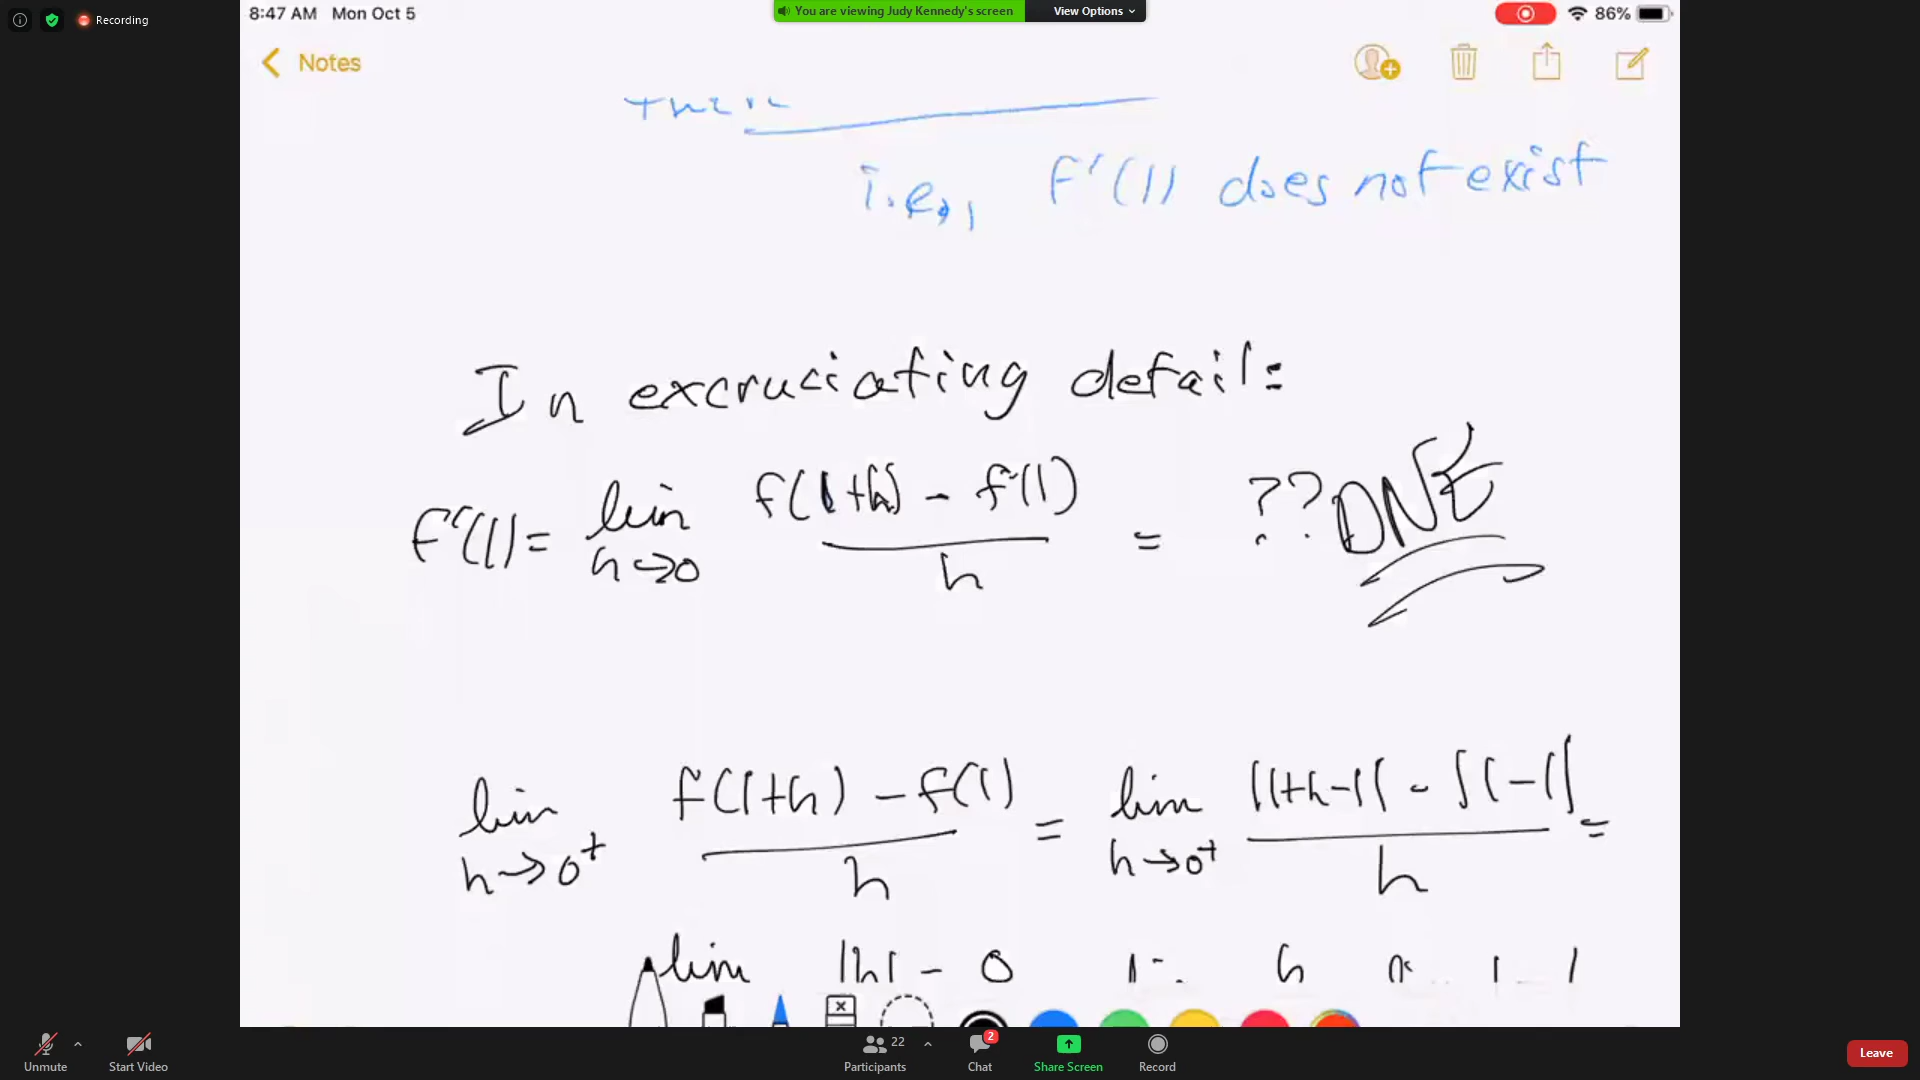 Recording
8:47 AM Mon Oct 5
You are viewing Judy Kennedy's screen
View Options
86%
Notes
i.e., f'(1) does not exist
In excruciating detail:
f'(1) = lim h→0 f(1+h) - f(1) / h = ?? DNE
lim h→0+ f(1+h) - f(1) / h = lim h→0+ |1+h-1| - |1-1| / h =
lim |h| - 0
Unmute
Start Video
22
Participants
2
Chat
Share Screen
Record
Leave